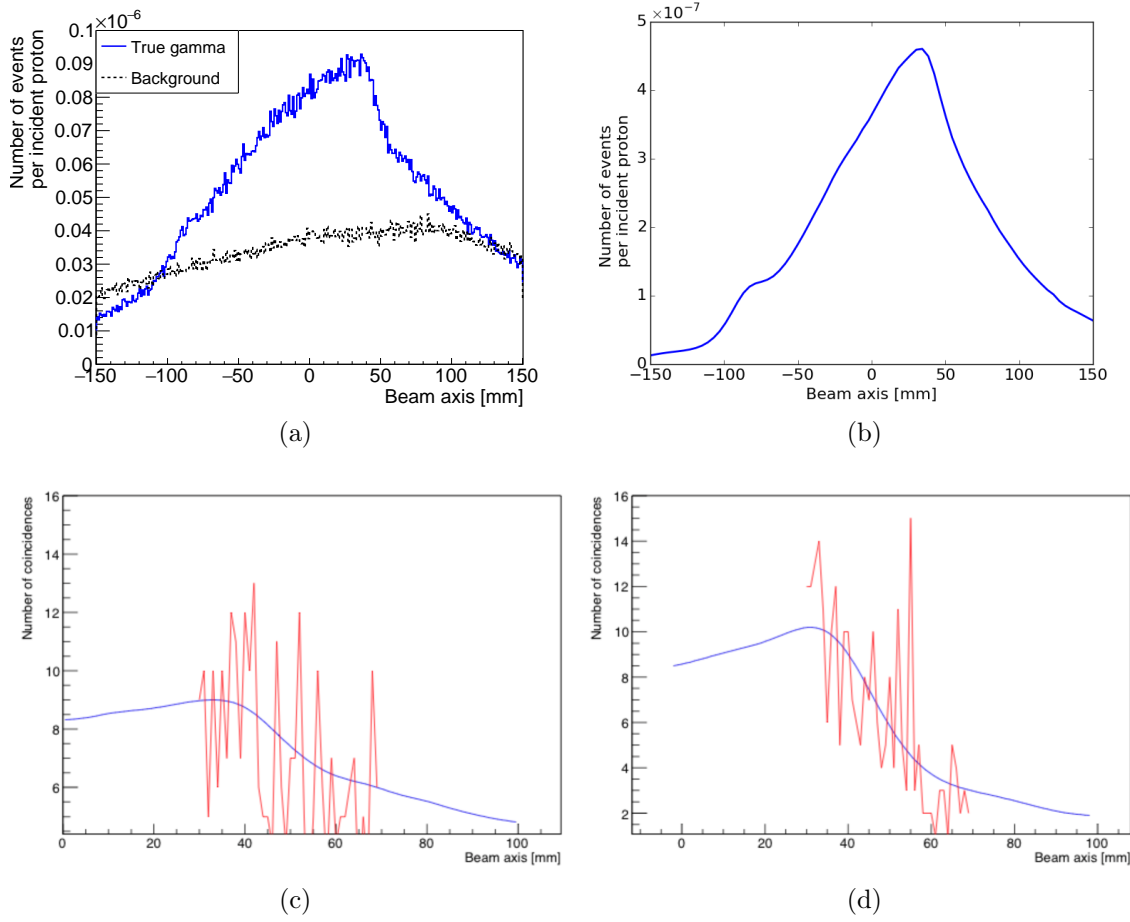 ×10⁻⁶
0.1
0.09
0.08
0.07
0.06
0.05
0.04
0.03
0.02
0.01
0
−150 −100 −50 0 50 100 150
Number of events
per incident proton
Beam axis [mm]
True gamma
Background
(a)
×10⁻⁷
5
4
3
2
1
0
−150 −100 −50 0 50 100 150
Number of events
per incident proton
Beam axis [mm]
(b)
Number of coincidences
16
14
12
10
8
6
0 20 40 60 80 100
Beam axis [mm]
(c)
Number of coincidences
16
14
12
10
8
6
4
2
0 20 40 60 80 100
Beam axis [mm]
(d)